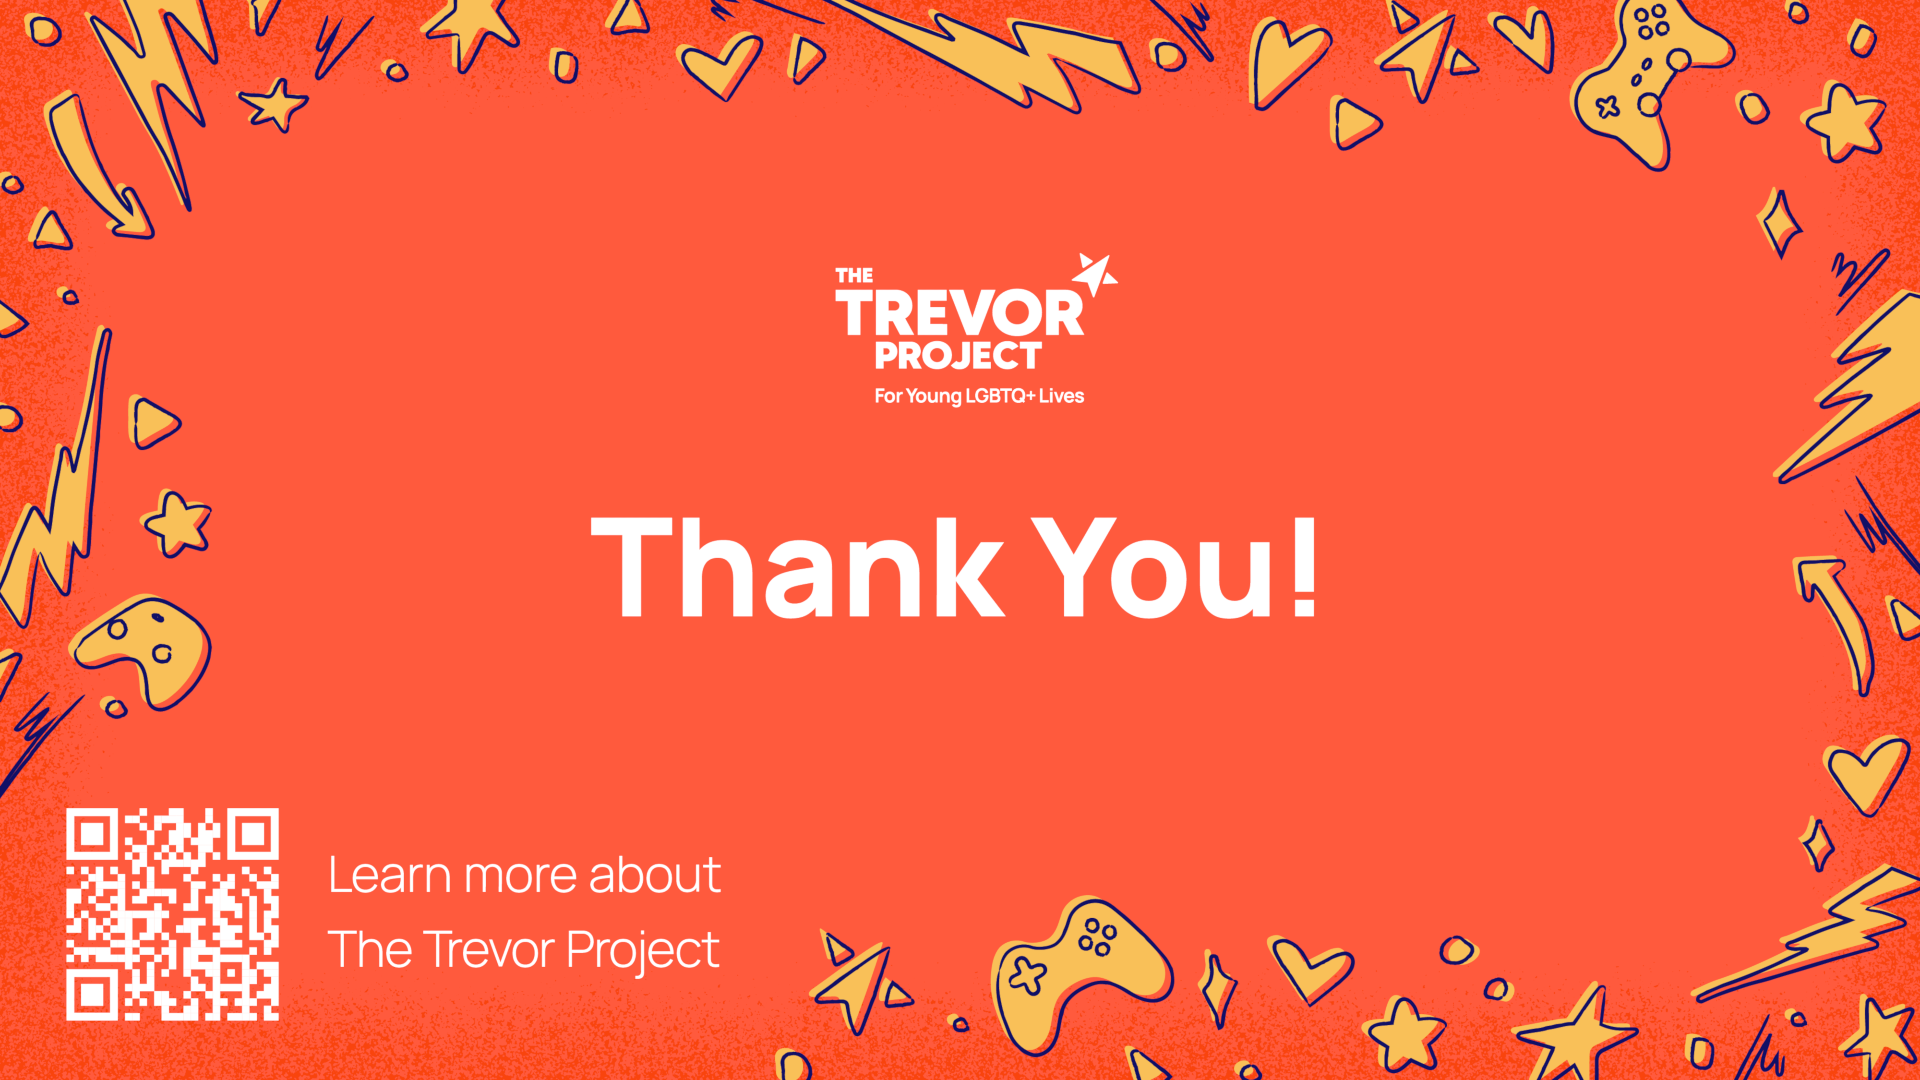 THE
TREVOR
PROJECT
For Young LGBTQ+ Lives
Thank You!
Learn more about
The Trevor Project